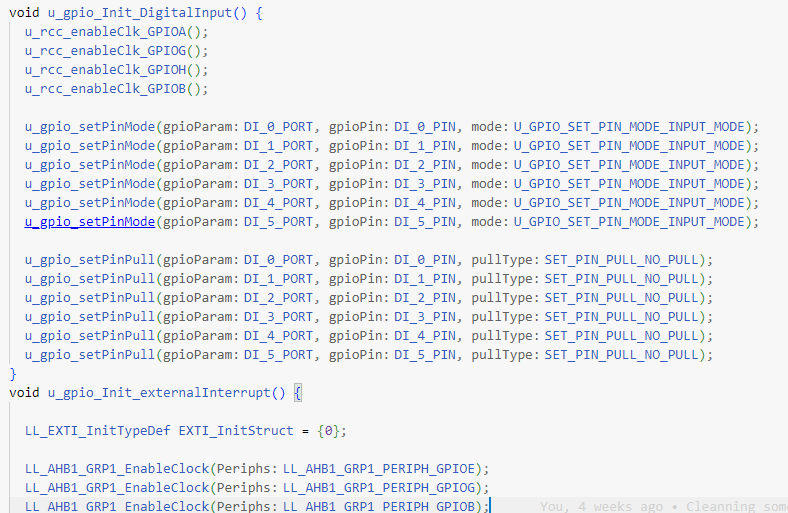 void u_gpio_Init_DigitalInput() {
u_rcc_enableClk_GPIOA();
u_rcc_enableClk_GPIOG();
u_rcc_enableClk_GPIOH();
u_rcc_enableClk_GPIOB();
u_gpio_setPinMode(gpioParam: DI_0_PORT, gpioPin: DI_0_PIN, mode: U_GPIO_SET_PIN_MODE_INPUT_MODE);
u_gpio_setPinMode(gpioParam: DI_1_PORT, gpioPin: DI_1_PIN, mode: U_GPIO_SET_PIN_MODE_INPUT_MODE);
u_gpio_setPinMode(gpioParam: DI_2_PORT, gpioPin: DI_2_PIN, mode: U_GPIO_SET_PIN_MODE_INPUT_MODE);
u_gpio_setPinMode(gpioParam: DI_3_PORT, gpioPin: DI_3_PIN, mode: U_GPIO_SET_PIN_MODE_INPUT_MODE);
u_gpio_setPinMode(gpioParam: DI_4_PORT, gpioPin: DI_4_PIN, mode: U_GPIO_SET_PIN_MODE_INPUT_MODE);
u_gpio_setPinMode(gpioParam: DI_5_PORT, gpioPin: DI_5_PIN, mode: U_GPIO_SET_PIN_MODE_INPUT_MODE);
u_gpio_setPinPull(gpioParam: DI_0_PORT, gpioPin: DI_0_PIN, pullType: SET_PIN_PULL_NO_PULL);
u_gpio_setPinPull(gpioParam: DI_1_PORT, gpioPin: DI_1_PIN, pullType: SET_PIN_PULL_NO_PULL);
u_gpio_setPinPull(gpioParam: DI_2_PORT, gpioPin: DI_2_PIN, pullType: SET_PIN_PULL_NO_PULL);
u_gpio_setPinPull(gpioParam: DI_3_PORT, gpioPin: DI_3_PIN, pullType: SET_PIN_PULL_NO_PULL);
u_gpio_setPinPull(gpioParam: DI_4_PORT, gpioPin: DI_4_PIN, pullType: SET_PIN_PULL_NO_PULL);
u_gpio_setPinPull(gpioParam: DI_5_PORT, gpioPin: DI_5_PIN, pullType: SET_PIN_PULL_NO_PULL);
}
void u_gpio_Init_externalInterrupt() {
LL_EXTI_InitTypeDef EXTI_InitStruct = {0};
LL_AHB1_GRP1_EnableClock(Periphs: LL_AHB1_GRP1_PERIPH_GPIOE);
LL_AHB1_GRP1_EnableClock(Periphs: LL_AHB1_GRP1_PERIPH_GPIOG);
LL_AHB1_GRP1_EnableClock(Periphs: LL_AHB1_GRP1_PERIPH_GPIOB); You, 4 weeks ago • Cleanning som